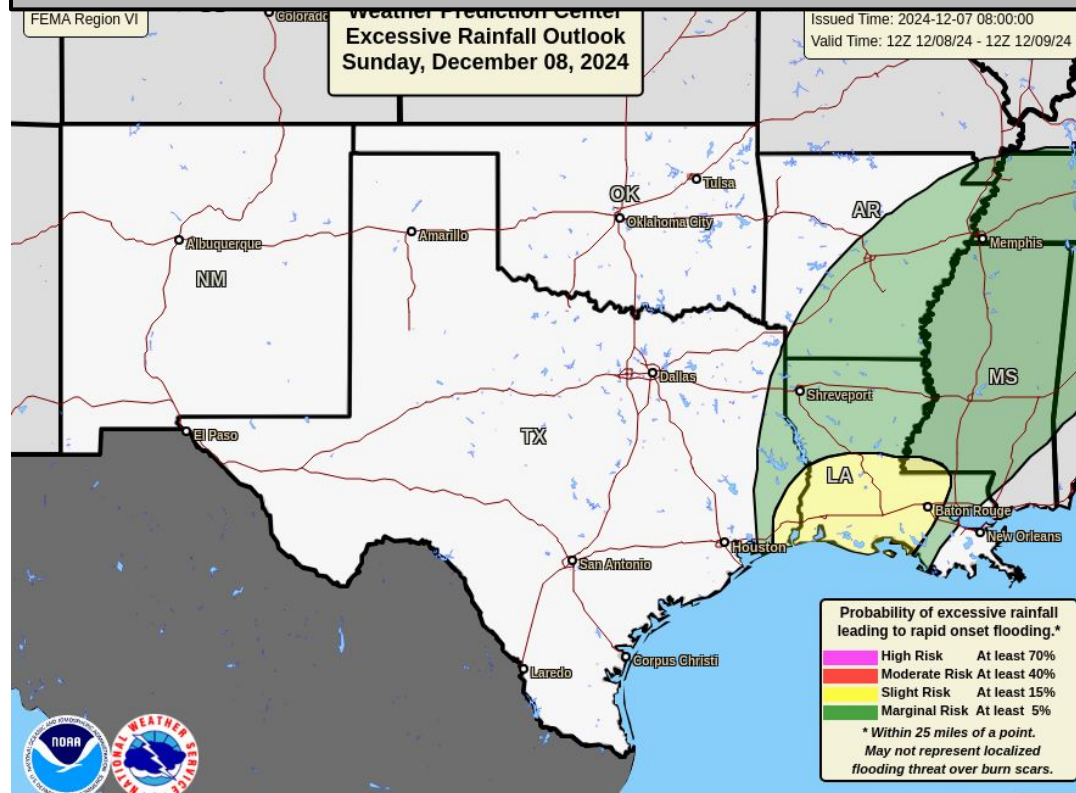 Colorado
FEMA Region VI
Weather Prediction Center
Excessive Rainfall Outlook
Sunday, December 08, 2024
Issued Time: 2024-12-07 08:00:00
Valid Time: 12Z 12/08/24 - 12Z 12/09/24
Tulsa
OK
AR
Oklahoma City
Amarillo
Albuquerque
Memphis
NM
Dallas
MS
Shreveport
El Paso
TX
LA
Baton Rouge
New Orleans
Houston
San Antonio
Corpus Christi
Laredo
Probability of excessive rainfall
leading to rapid onset flooding.*
High Risk At least 70%
Moderate Risk At least 40%
Slight Risk At least 15%
Marginal Risk At least 5%
* Within 25 miles of a point.
May not represent localized
flooding threat over burn scars.
NOAA
NATIONAL WEATHER SERVICE